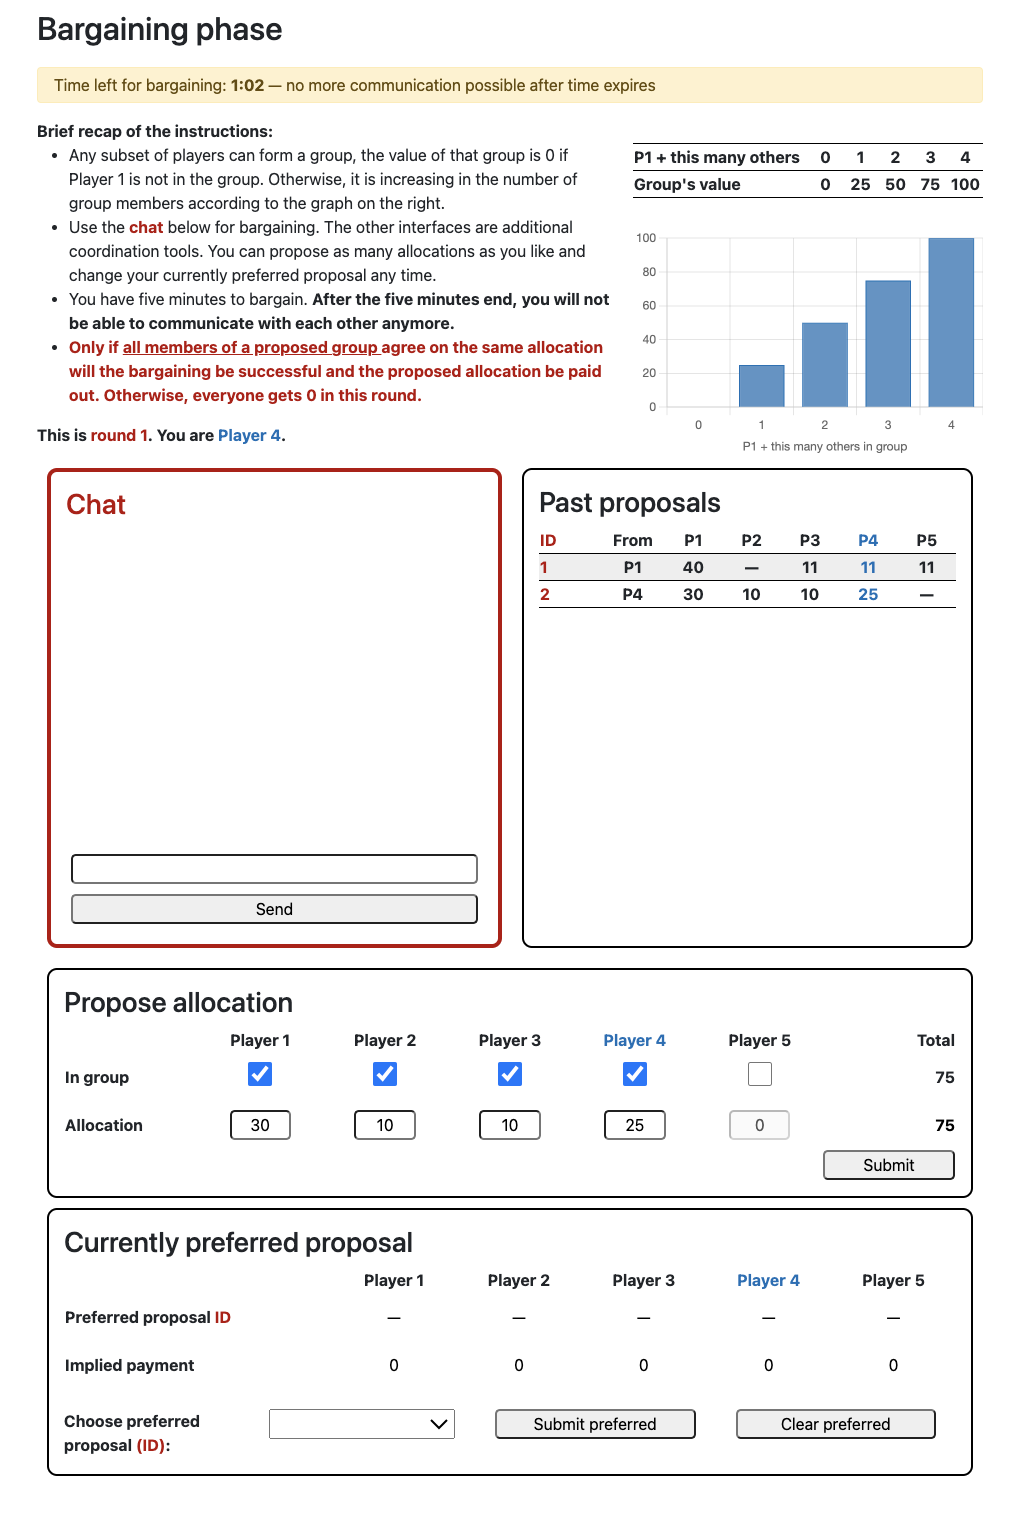 Bargaining phase
Time left for bargaining: 1:02 — no more communication possible after time expires
Brief recap of the instructions:
• Any subset of players can form a group, the value of that group is 0 if
Player 1 is not in the group. Otherwise, it is increasing in the number of
group members according to the graph on the right.
• Use the chat below for bargaining. The other interfaces are additional
coordination tools. You can propose as many allocations as you like and
change your currently preferred proposal any time.
• You have five minutes to bargain. After the five minutes end, you will not
be able to communicate with each other anymore.
• Only if all members of a proposed group agree on the same allocation
will the bargaining be successful and the proposed allocation be paid
out. Otherwise, everyone gets 0 in this round.
This is round 1. You are Player 4.
P1 + this many others 0 1 2 3 4
Group's value 0 25 50 75 100
100
80
60
40
20
0
0 1 2 3 4
P1 + this many others in group
Chat
Send
Past proposals
ID From P1 P2 P3 P4 P5
1 P1 40 — 11 11 11
2 P4 30 10 10 25 —
Propose allocation
Player 1 Player 2 Player 3 Player 4 Player 5 Total
In group 75
Allocation 30 10 10 25 0 75
Submit
Currently preferred proposal
Player 1 Player 2 Player 3 Player 4 Player 5
Preferred proposal ID — — — — —
Implied payment 0 0 0 0 0
Choose preferred
proposal (ID):
Submit preferred Clear preferred